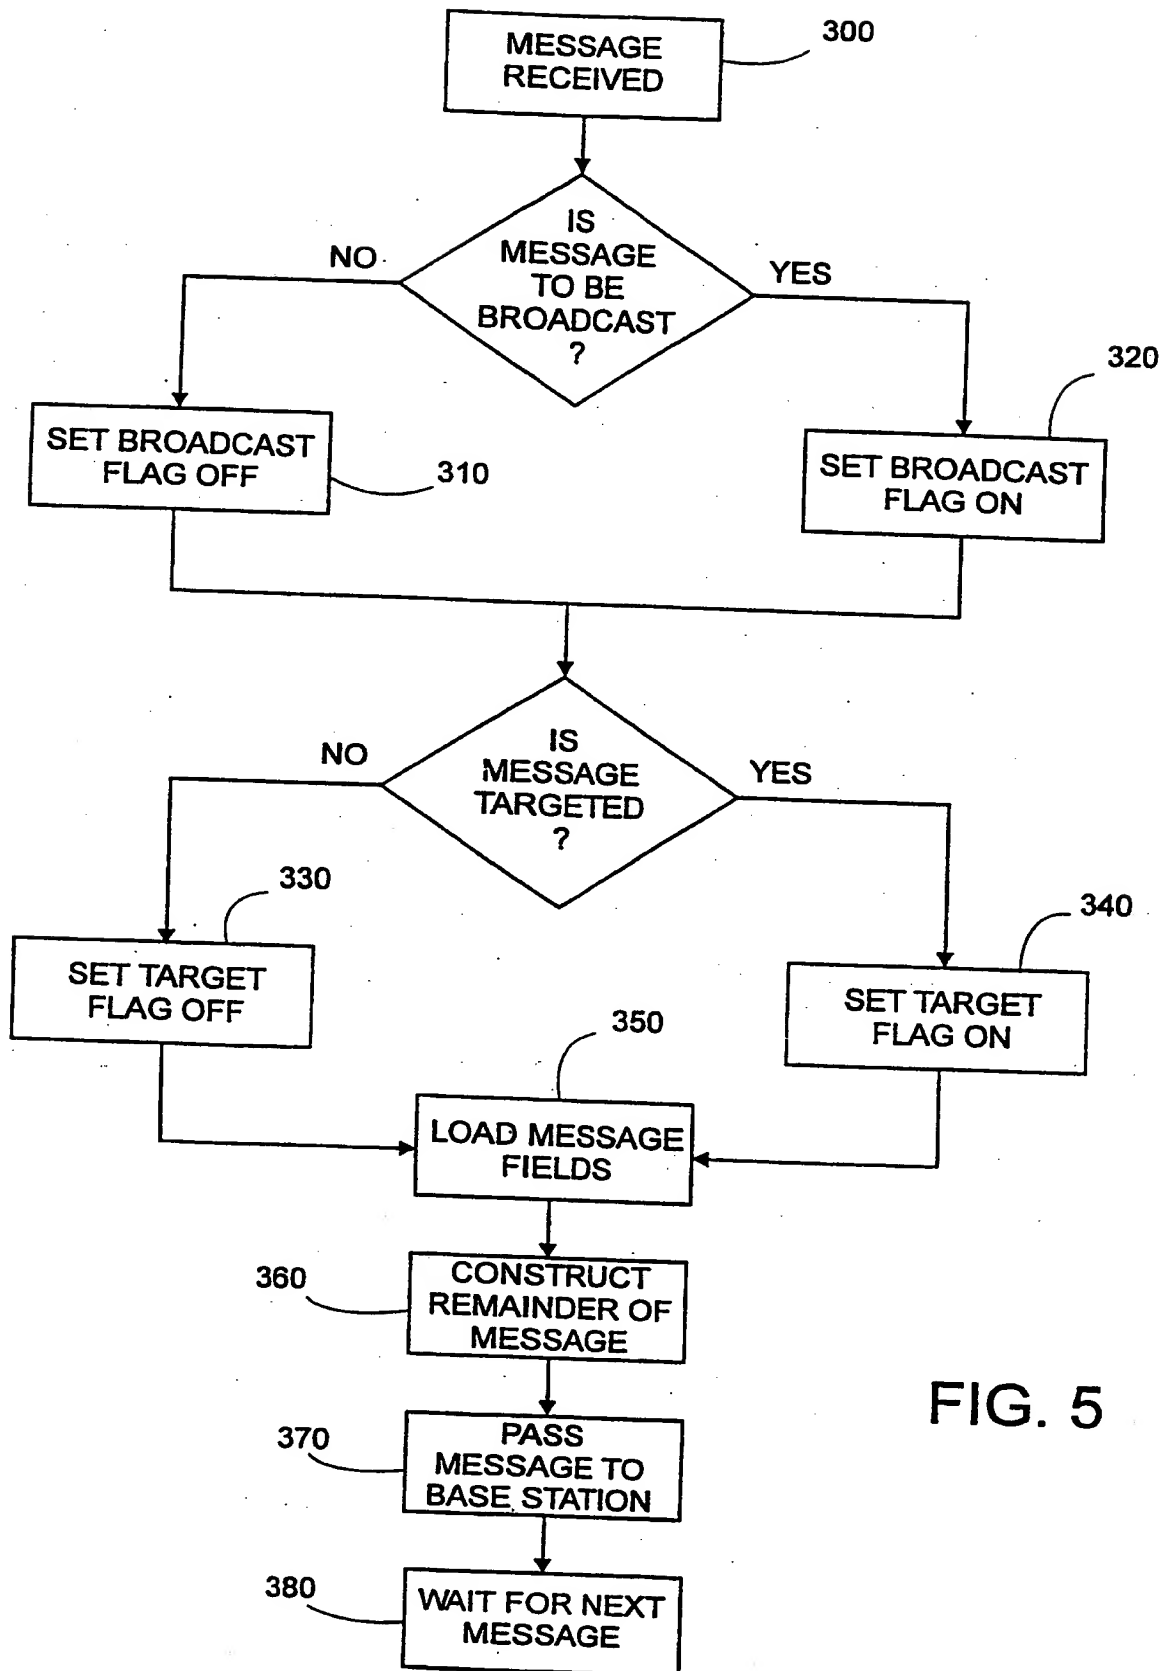 MESSAGE
RECEIVED
300
IS
MESSAGE
TO BE
BROADCAST
?
NO
YES
SET BROADCAST
FLAG OFF
310
320
SET BROADCAST
FLAG ON
IS
MESSAGE
TARGETED
?
NO
YES
330
SET TARGET
FLAG OFF
340
SET TARGET
FLAG ON
350
LOAD MESSAGE
FIELDS
360
CONSTRUCT
REMAINDER OF
MESSAGE
370
PASS
MESSAGE TO
BASE STATION
380
WAIT FOR NEXT
MESSAGE
FIG. 5